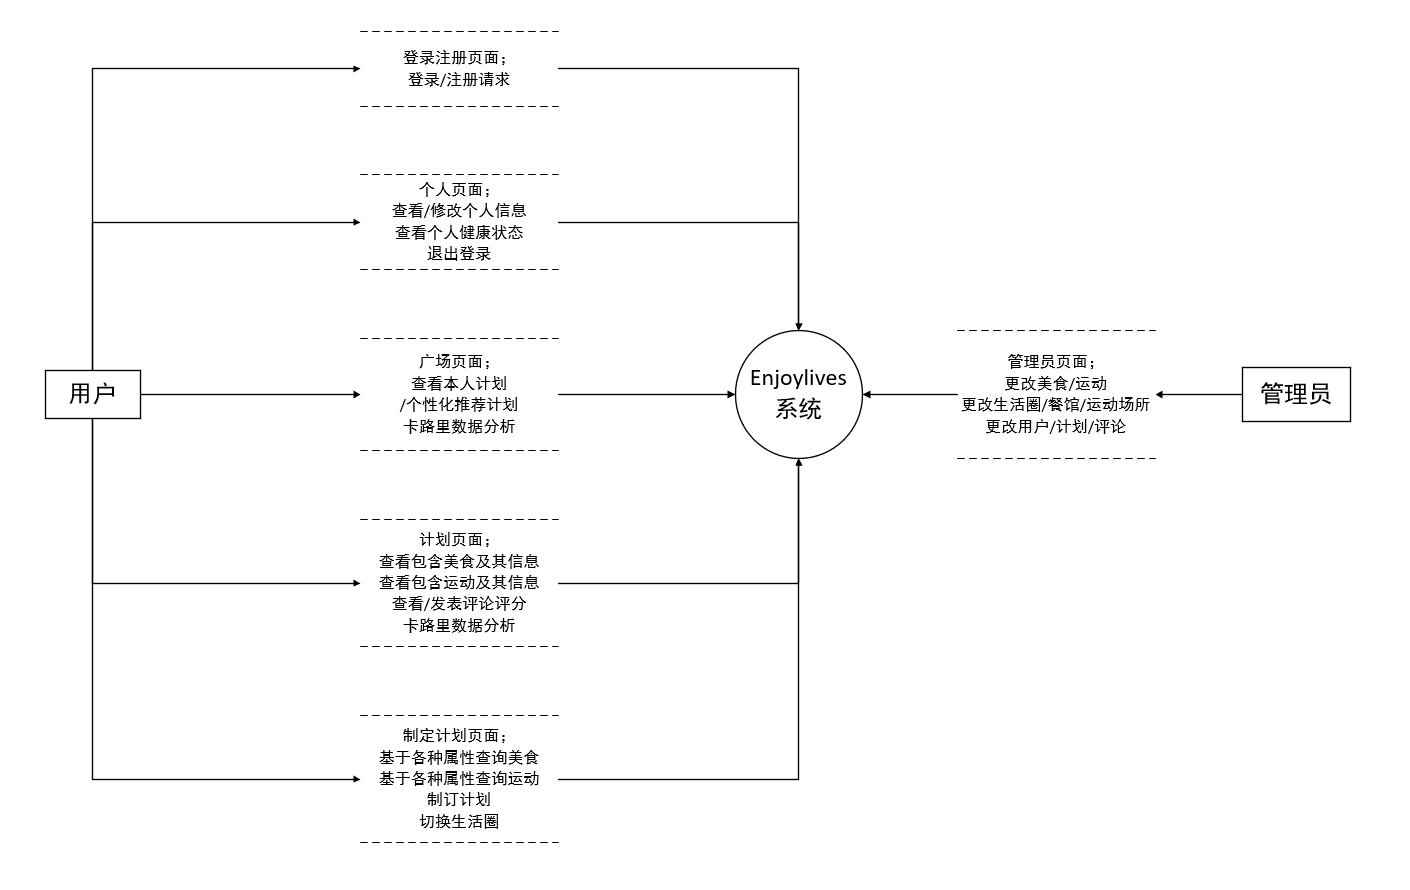 登录注册页面；
登录/注册请求
个人页面；
查看/修改个人信息
查看个人健康状态
退出登录
用户
广场页面；
查看本人计划
/个性化推荐计划
卡路里数据分析
Enjoylives
系统
管理员页面；
更改美食/运动
更改生活圈/餐馆/运动场所
更改用户/计划/评论
管理员
计划页面；
查看包含美食及其信息
查看包含运动及其信息
查看/发表评论评分
卡路里数据分析
制定计划页面；
基于各种属性查询美食
基于各种属性查询运动
制订计划
切换生活圈